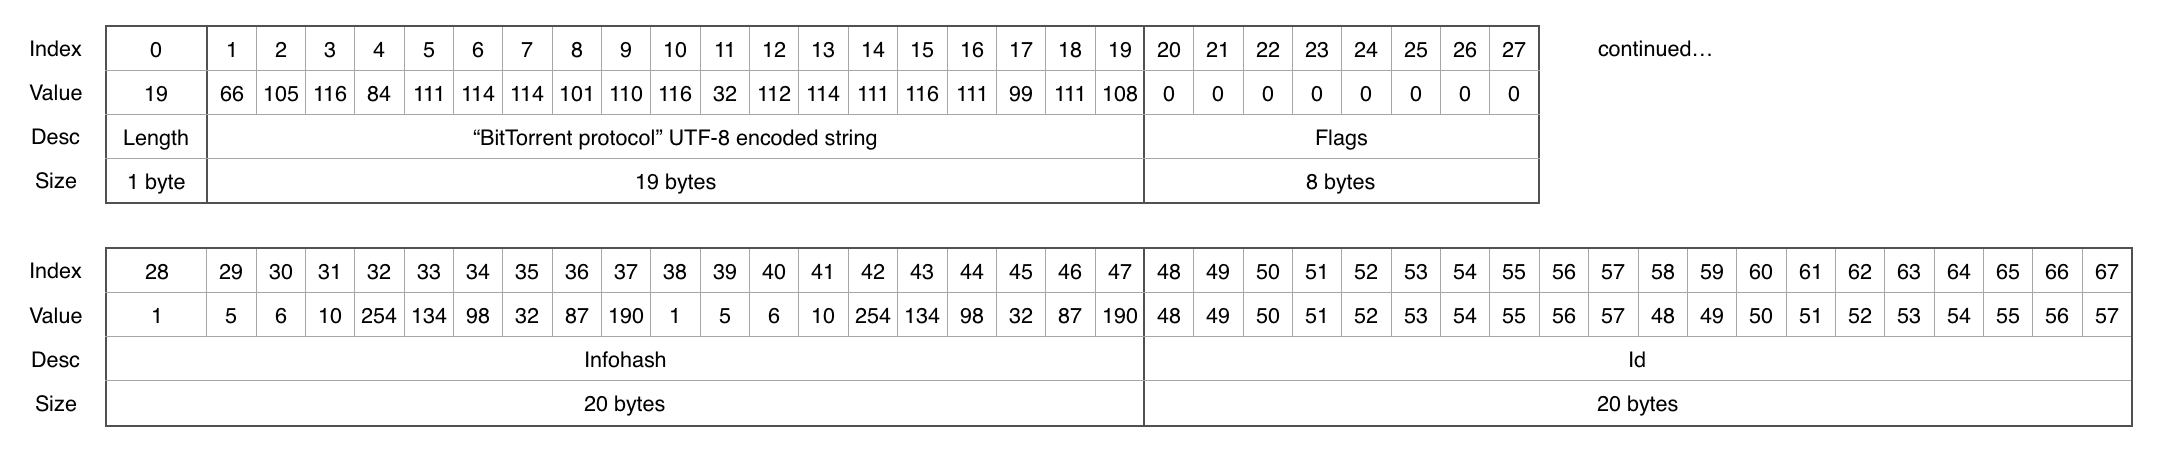 Index 0 1 2 3 4 5 6 7 8 9 10 11 12 13 14 15 16 17 18 19 20 21 22 23 24 25 26 27 continued…
Value 19 66 105 116 84 111 114 114 101 110 116 32 112 114 111 116 111 99 111 108 0 0 0 0 0 0 0 0
Desc Length “BitTorrent protocol” UTF-8 encoded string Flags
Size 1 byte 19 bytes 8 bytes
Index 28 29 30 31 32 33 34 35 36 37 38 39 40 41 42 43 44 45 46 47 48 49 50 51 52 53 54 55 56 57 58 59 60 61 62 63 64 65 66 67
Value 1 5 6 10 254 134 98 32 87 190 1 5 6 10 254 134 98 32 87 190 48 49 50 51 52 53 54 55 56 57 48 49 50 51 52 53 54 55 56 57
Desc Infohash Id
Size 20 bytes 20 bytes